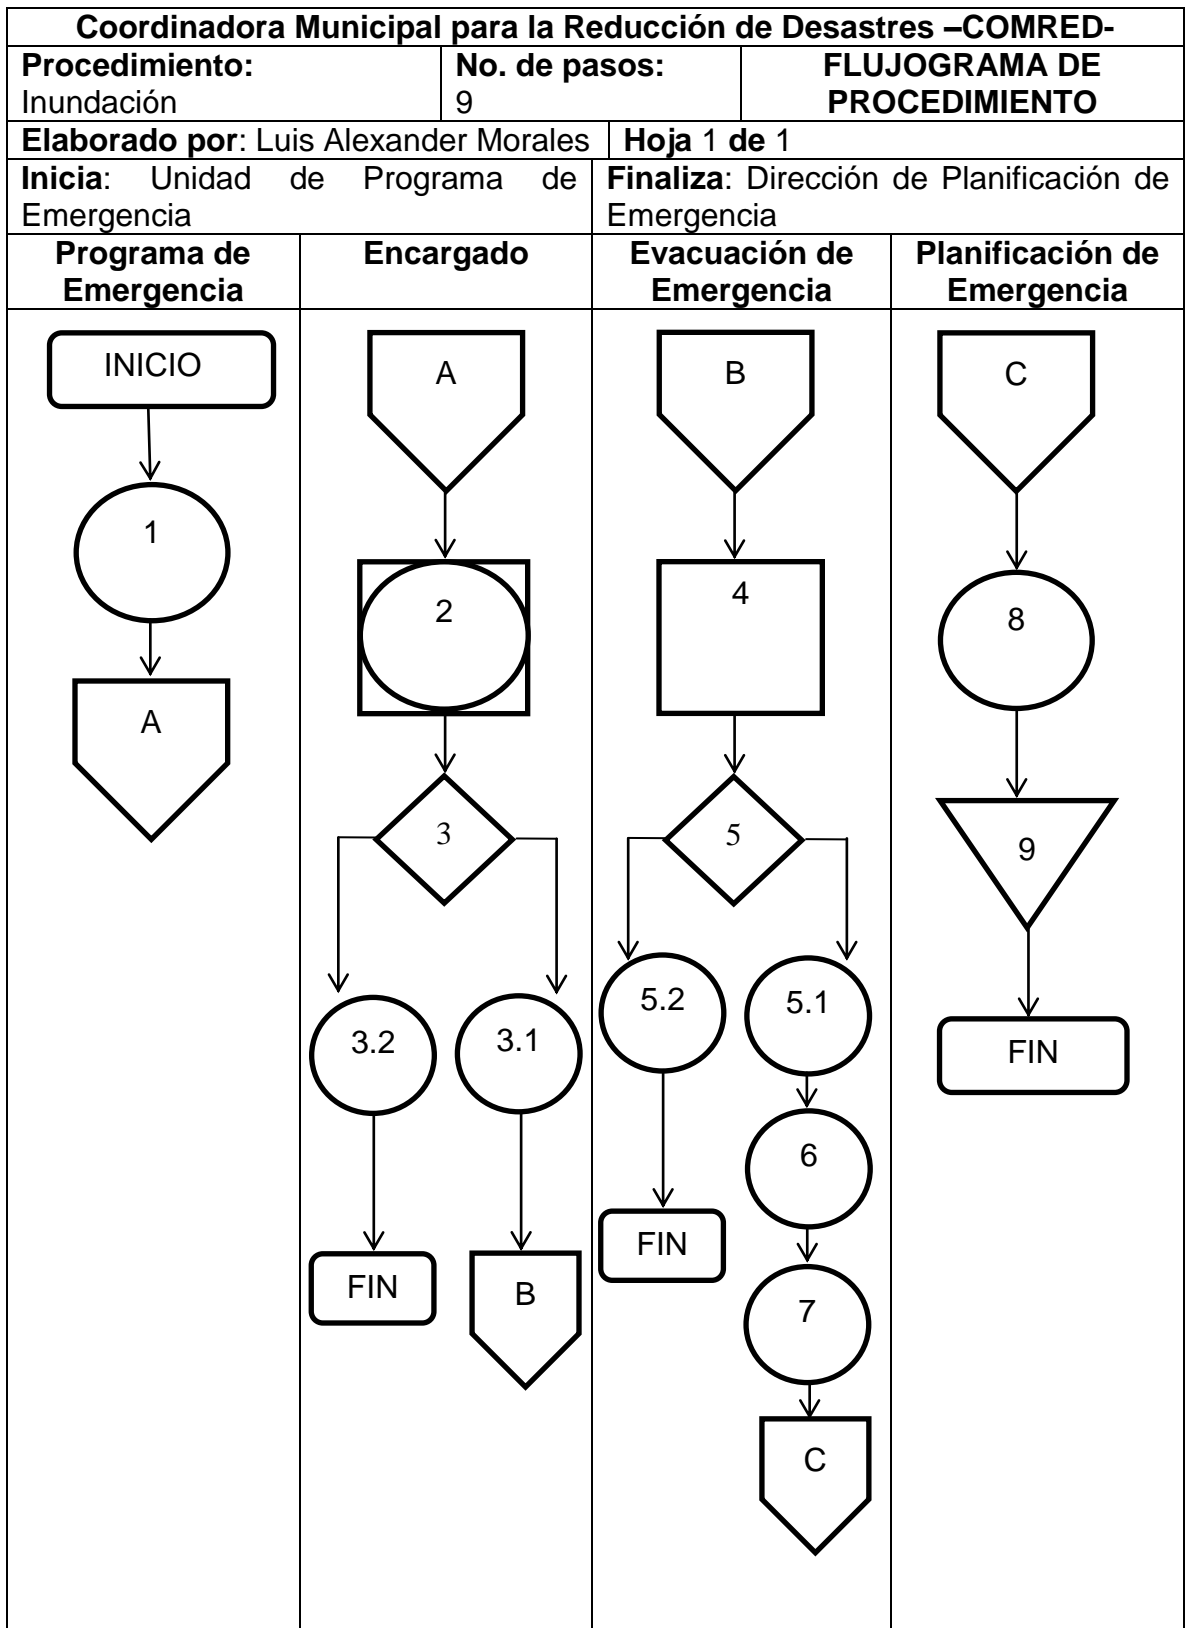 Coordinadora Municipal para la Reducción de Desastres –COMRED-
Procedimiento:
Inundación
No. de pasos:
9
FLUJOGRAMA DE
PROCEDIMIENTO
Elaborado por: Luis Alexander Morales
Hoja 1 de 1
Inicia: Unidad de Programa de
Emergencia
Finaliza: Dirección de Planificación de
Emergencia
Programa de
Emergencia
Encargado
Evacuación de
Emergencia
Planificación de
Emergencia
INICIO
1
A
A
2
3
3.2
3.1
FIN
B
B
4
5
5.2
5.1
FIN
6
7
C
C
8
9
FIN